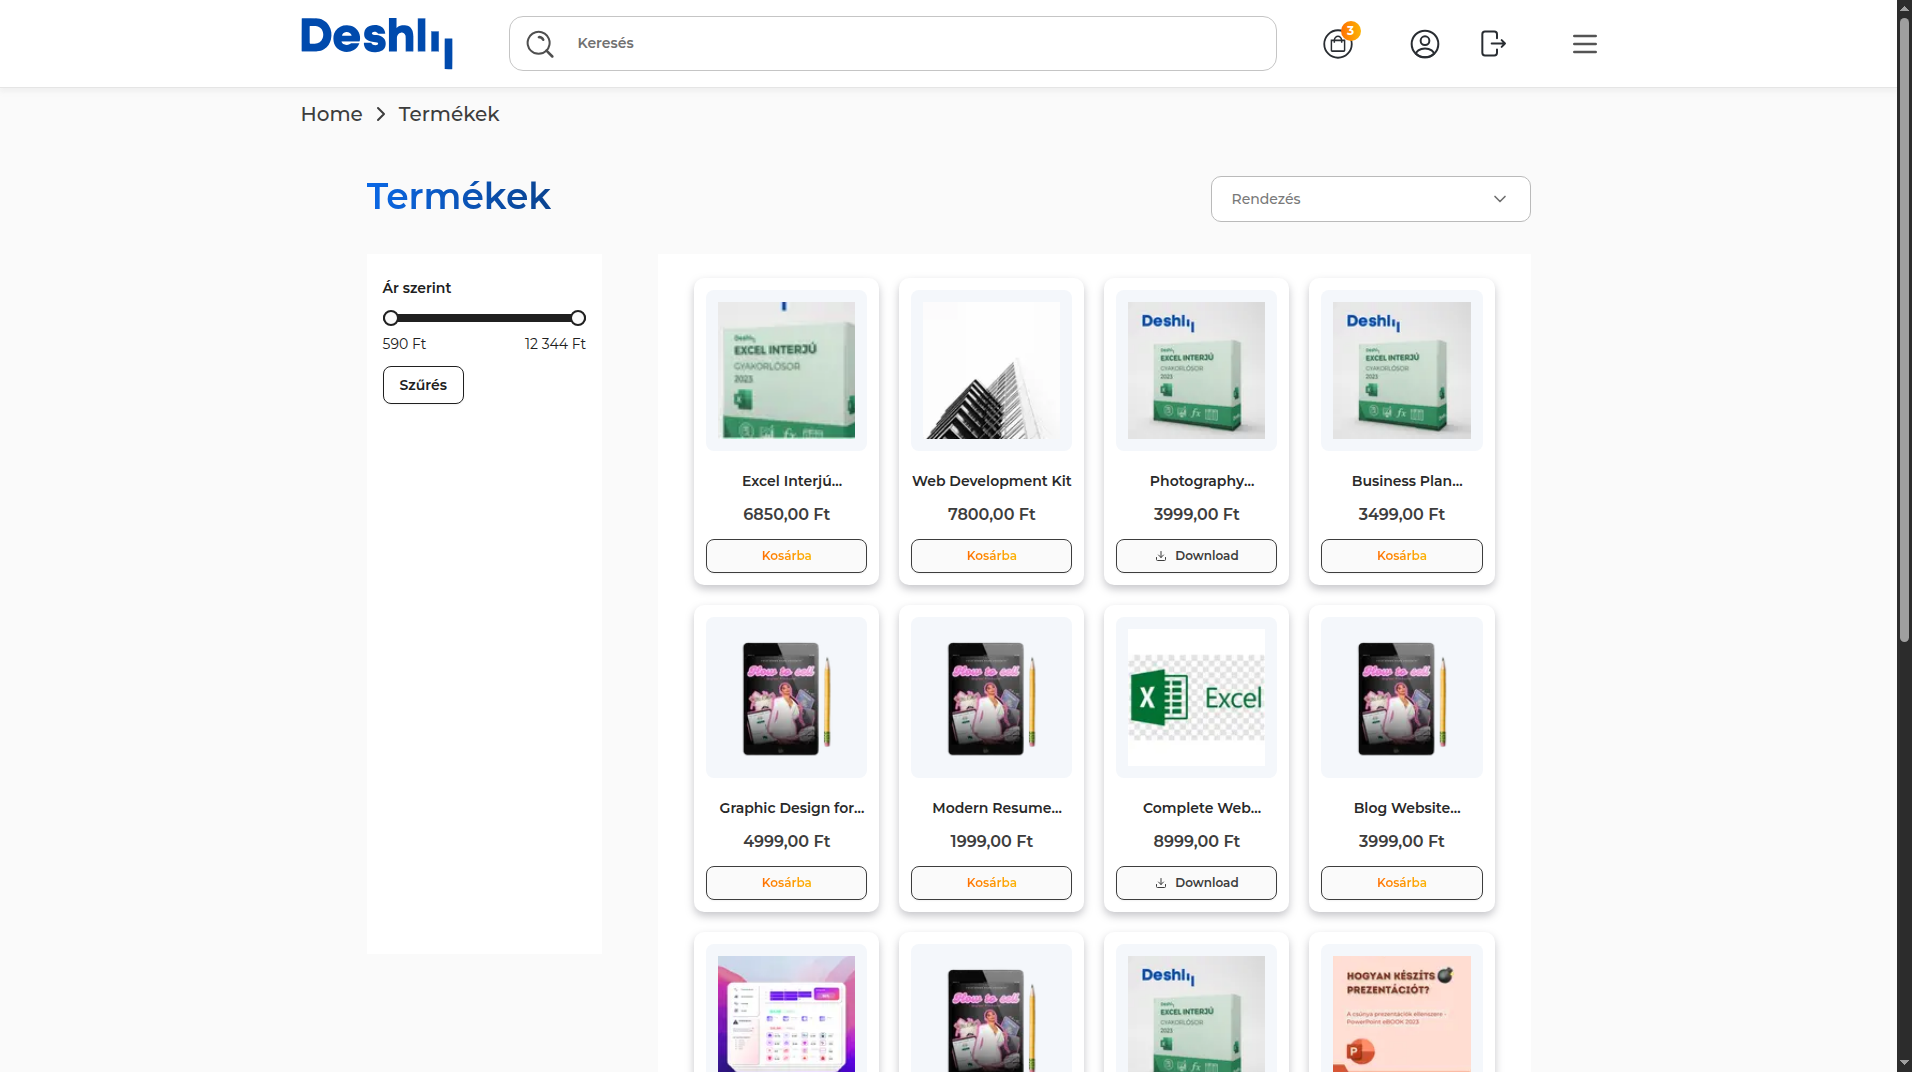 Deshl
Keresés
3
Home > Termékek
Termékek
Rendezés
Ár szerint
590 Ft
12 344 Ft
Szűrés
Deshl
EXCEL INTERJÚ
GYAKORLÓSOR
2023
Excel Interjú...
6850,00 Ft
Kosárba
Web Development Kit
7800,00 Ft
Kosárba
Deshl
EXCEL INTERJÚ
GYAKORLÓSOR
2023
Photography...
3999,00 Ft
Download
Deshl
EXCEL INTERJÚ
GYAKORLÓSOR
2023
Business Plan...
3499,00 Ft
Kosárba
How to sell
Graphic Design for...
4999,00 Ft
Kosárba
How to sell
Modern Resume...
1999,00 Ft
Kosárba
X Excel
Complete Web...
8999,00 Ft
Download
How to sell
Blog Website...
3999,00 Ft
Kosárba
How to sell
Deshl
EXCEL INTERJÚ
GYAKORLÓSOR
2023
HOGYAN KÉSZÍTS
PREZENTÁCIÓT?
A csúnya prezentációk ellenszere -
PowerPoint eBOOK 2023
P